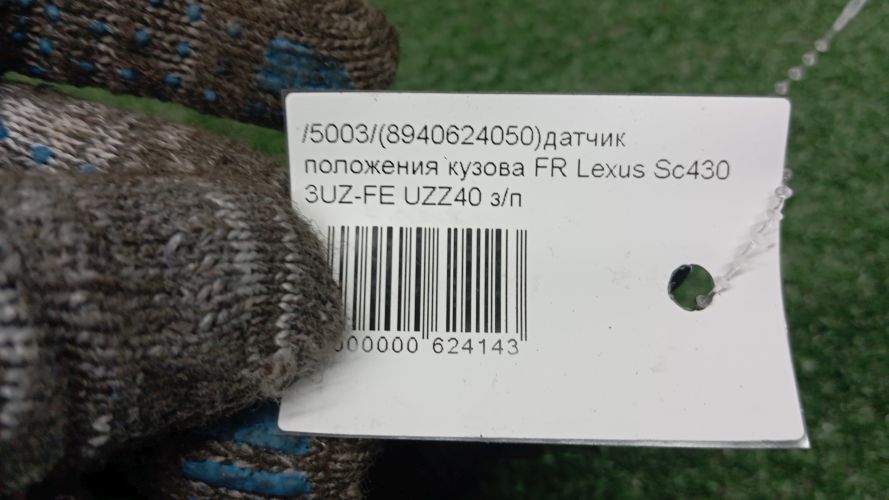 /5003/(8940624050)датчик
положения кузова FR Lexus Sc430
3UZ-FE UZZ40 з/п
000000 624143